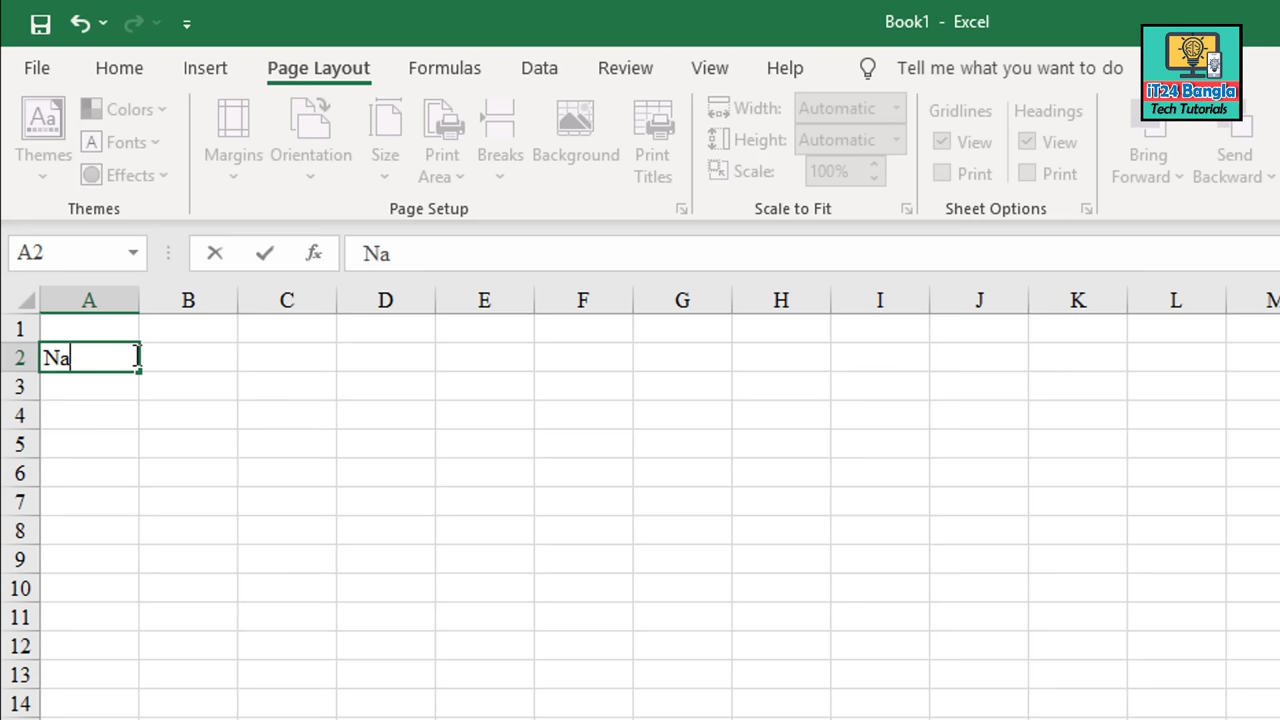 Book1 - Excel
iT24 Bangla
Tech Tutorials
File Home Insert Page Layout Formulas Data Review View Help Tell me what you want to do
Aa
Themes
Colors
A Fonts
Effects
Themes
Margins
Orientation
Size
Print
Area
Breaks
Background
Print
Titles
Page Setup
Width: Automatic
Height: Automatic
Scale: 100%
Scale to Fit
Gridlines
View
Print
Headings
View
Print
Sheet Options
Bring
Forward
Send
Backward
A2 fx Na
A B C D E F G H I J K L M
1
2 Na
3
4
5
6
7
8
9
10
11
12
13
14